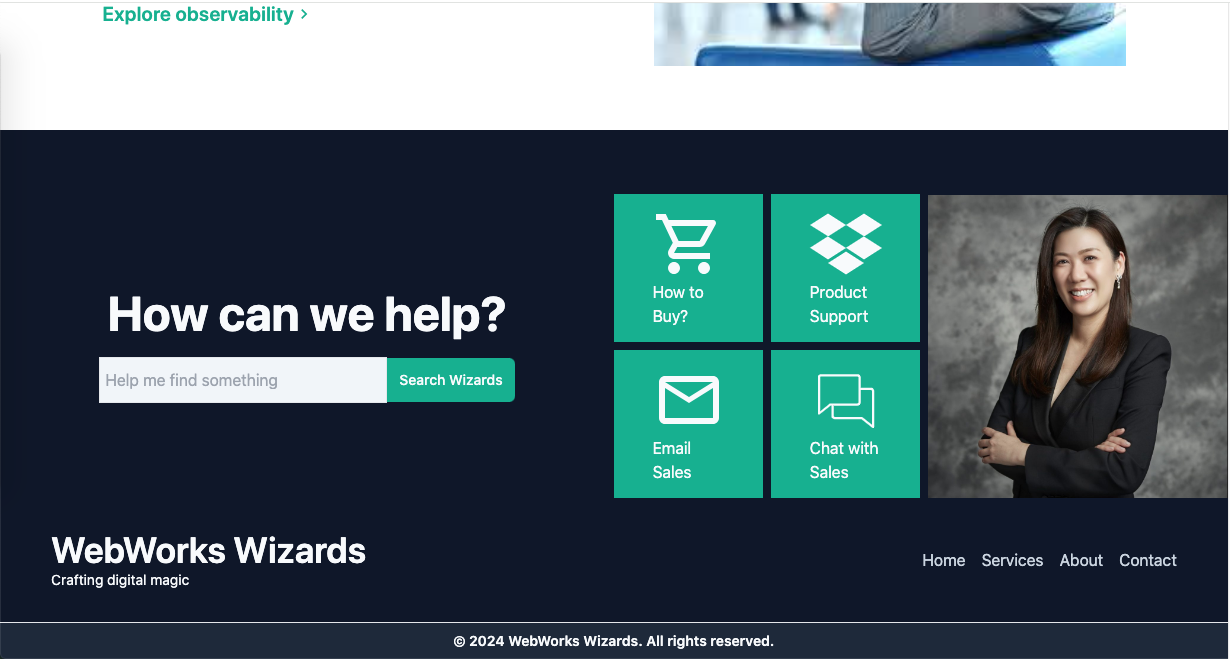 Explore observability
How can we help?
Help me find something
Search Wizards
How to
Buy?
Product
Support
Email
Sales
Chat with
Sales
WebWorks Wizards
Crafting digital magic
Home Services About Contact
© 2024 WebWorks Wizards. All rights reserved.